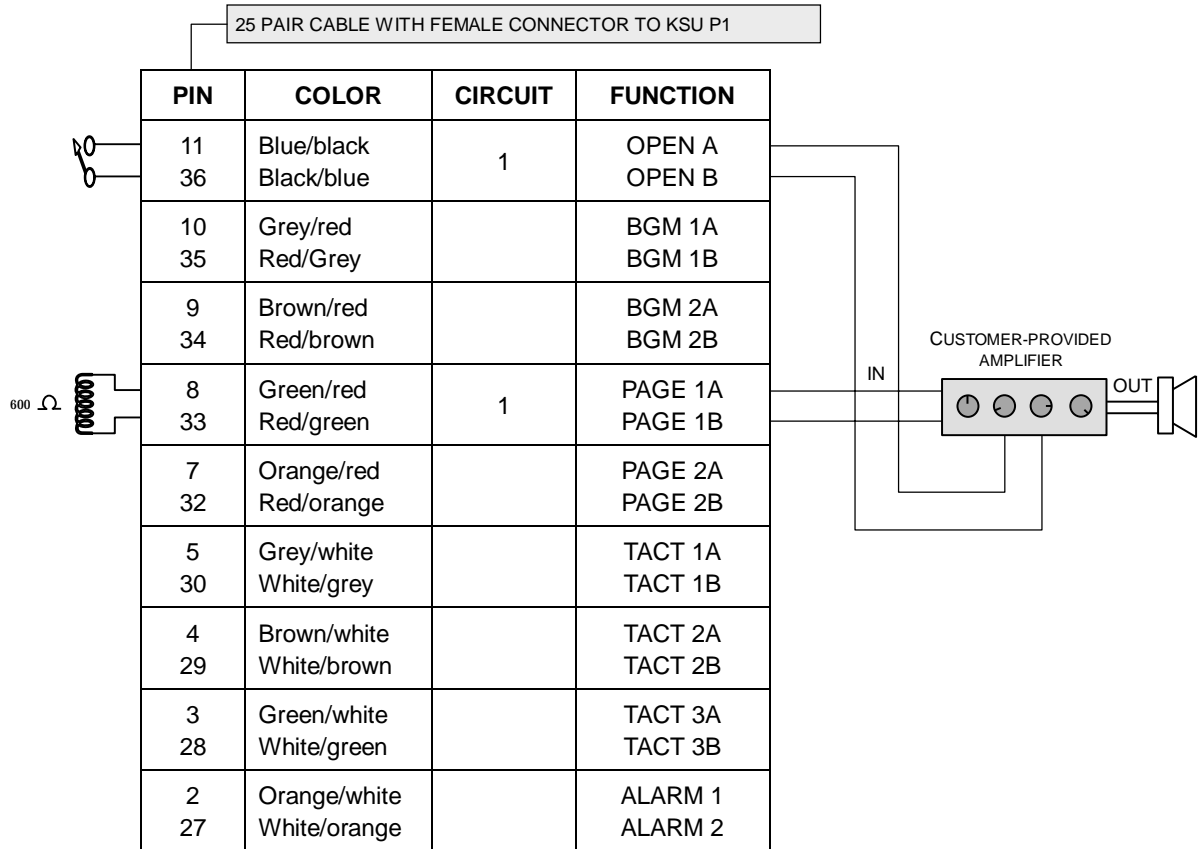 25 PAIR CABLE WITH FEMALE CONNECTOR TO KSU P1
PIN COLOR CIRCUIT FUNCTION
11 Blue/black OPEN A
1
36 Black/blue OPEN B
10 Grey/red BGM 1A
35 Red/Grey BGM 1B
9 Brown/red BGM 2A
34 Red/brown BGM 2B
8 Green/red PAGE 1A
1
33 Red/green PAGE 1B
7 Orange/red PAGE 2A
32 Red/orange PAGE 2B
5 Grey/white TACT 1A
30 White/grey TACT 1B
4 Brown/white TACT 2A
29 White/brown TACT 2B
3 Green/white TACT 3A
28 White/green TACT 3B
2 Orange/white ALARM 1
27 White/orange ALARM 2
600 Ω
IN
CUSTOMER-PROVIDED
AMPLIFIER
OUT